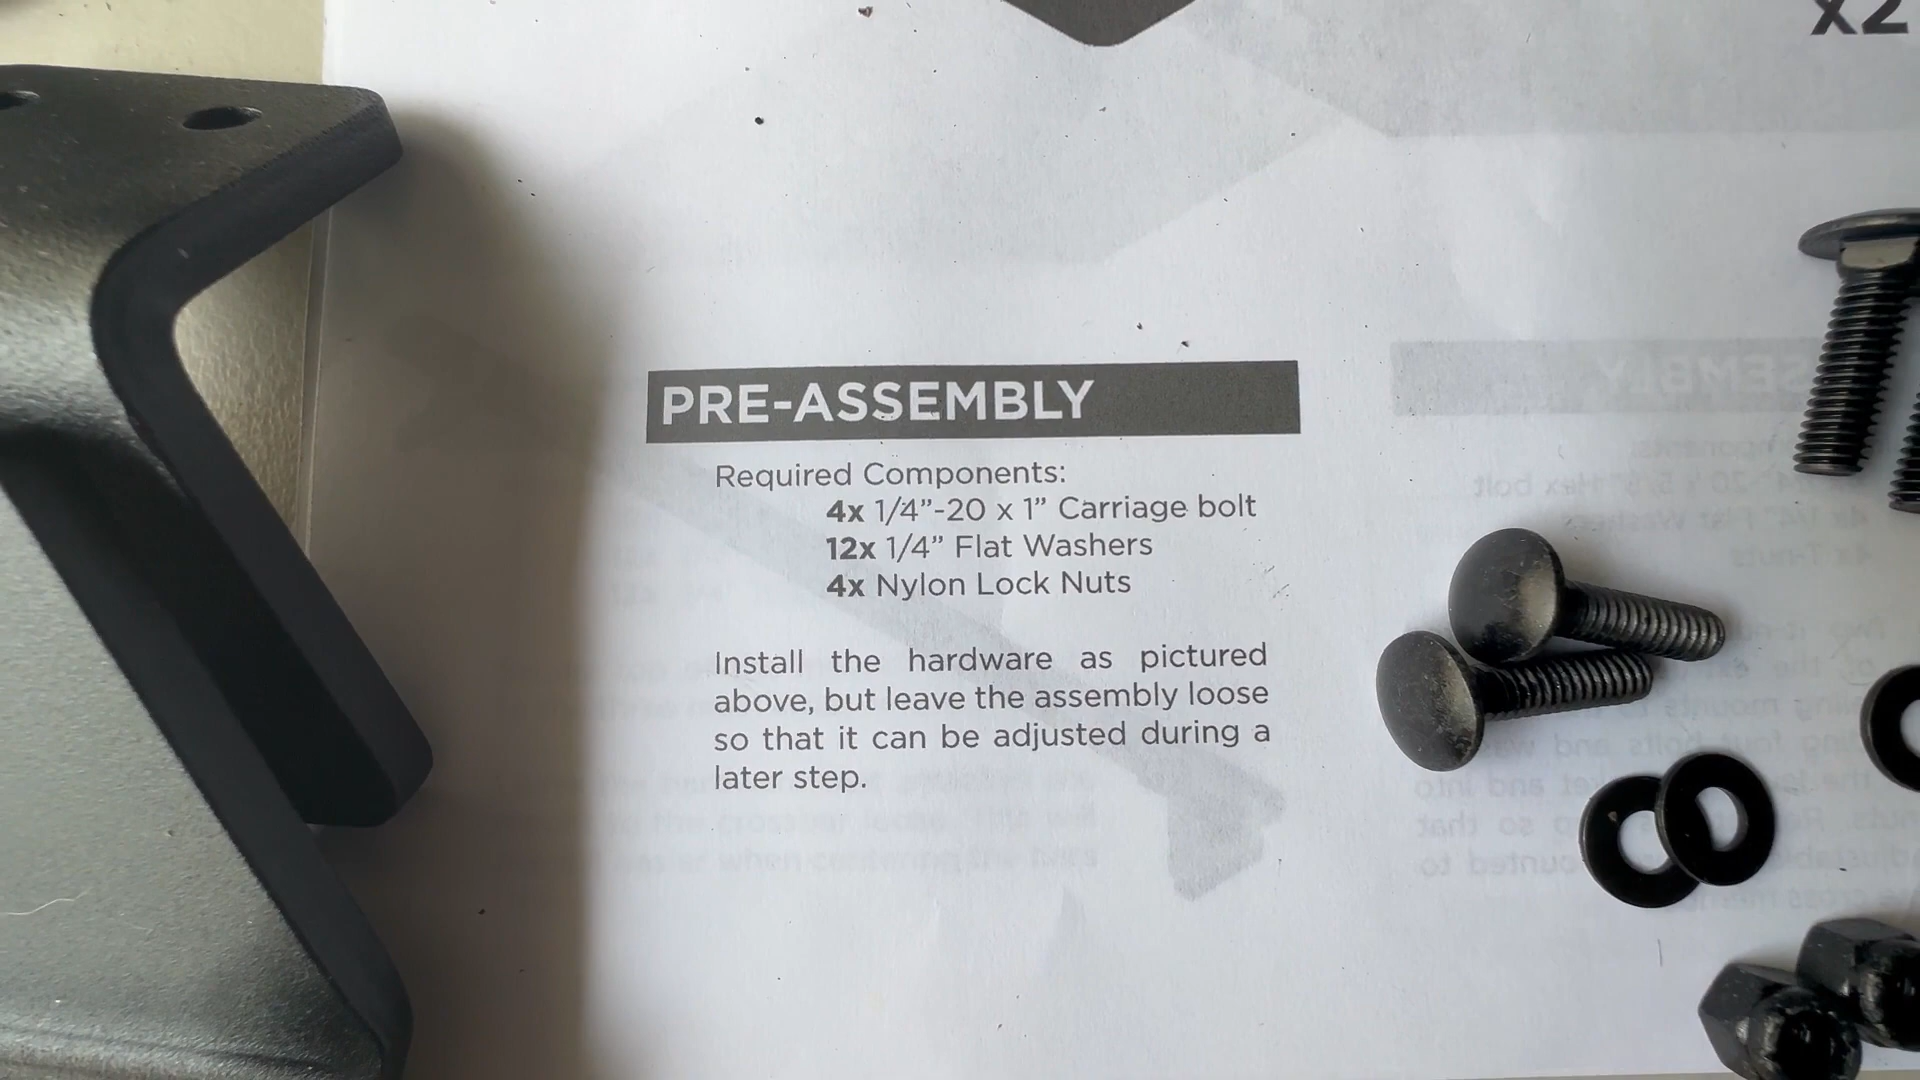 x2
PRE-ASSEMBLY
Required Components:
4x 1/4”-20 x 1” Carriage bolt
12x 1/4” Flat Washers
4x Nylon Lock Nuts
Install the hardware as pictured
above, but leave the assembly loose
so that it can be adjusted during a
later step.